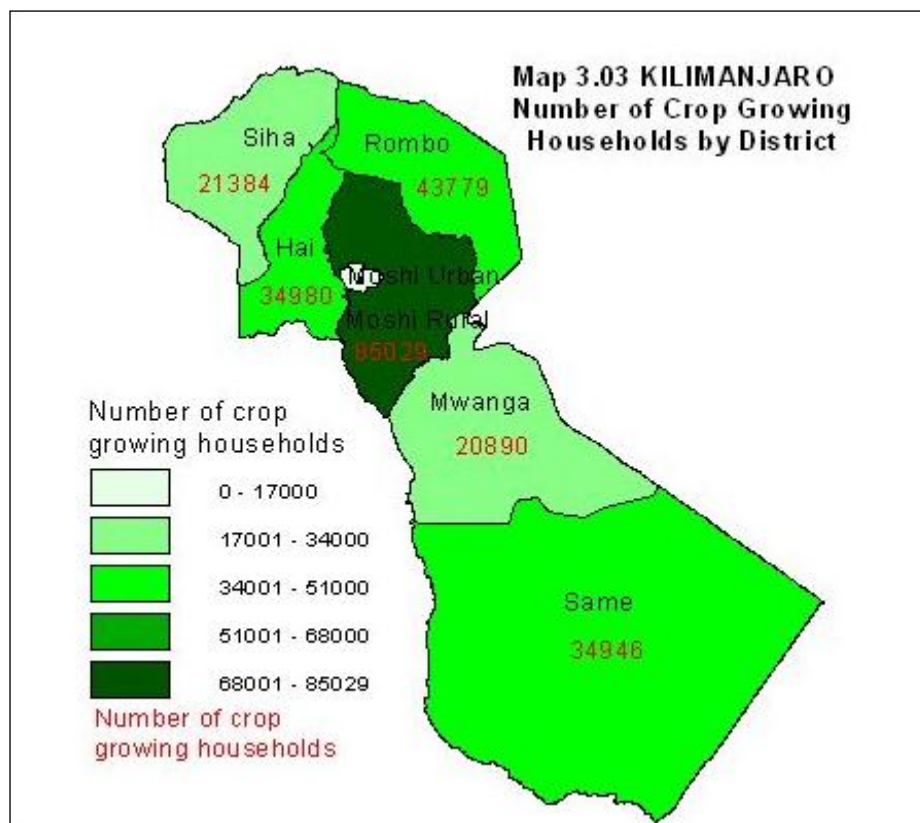 Map 3.03 KILIMANJARO
Number of Crop Growing
Households by District
Siha
21384
Rombo
43779
Hai
34980
Moshi Urban
Moshi Rural
85029
Mwanga
20890
Same
34946
Number of crop
growing households
0 - 17000
17001 - 34000
34001 - 51000
51001 - 68000
68001 - 85029
Number of crop
growing households